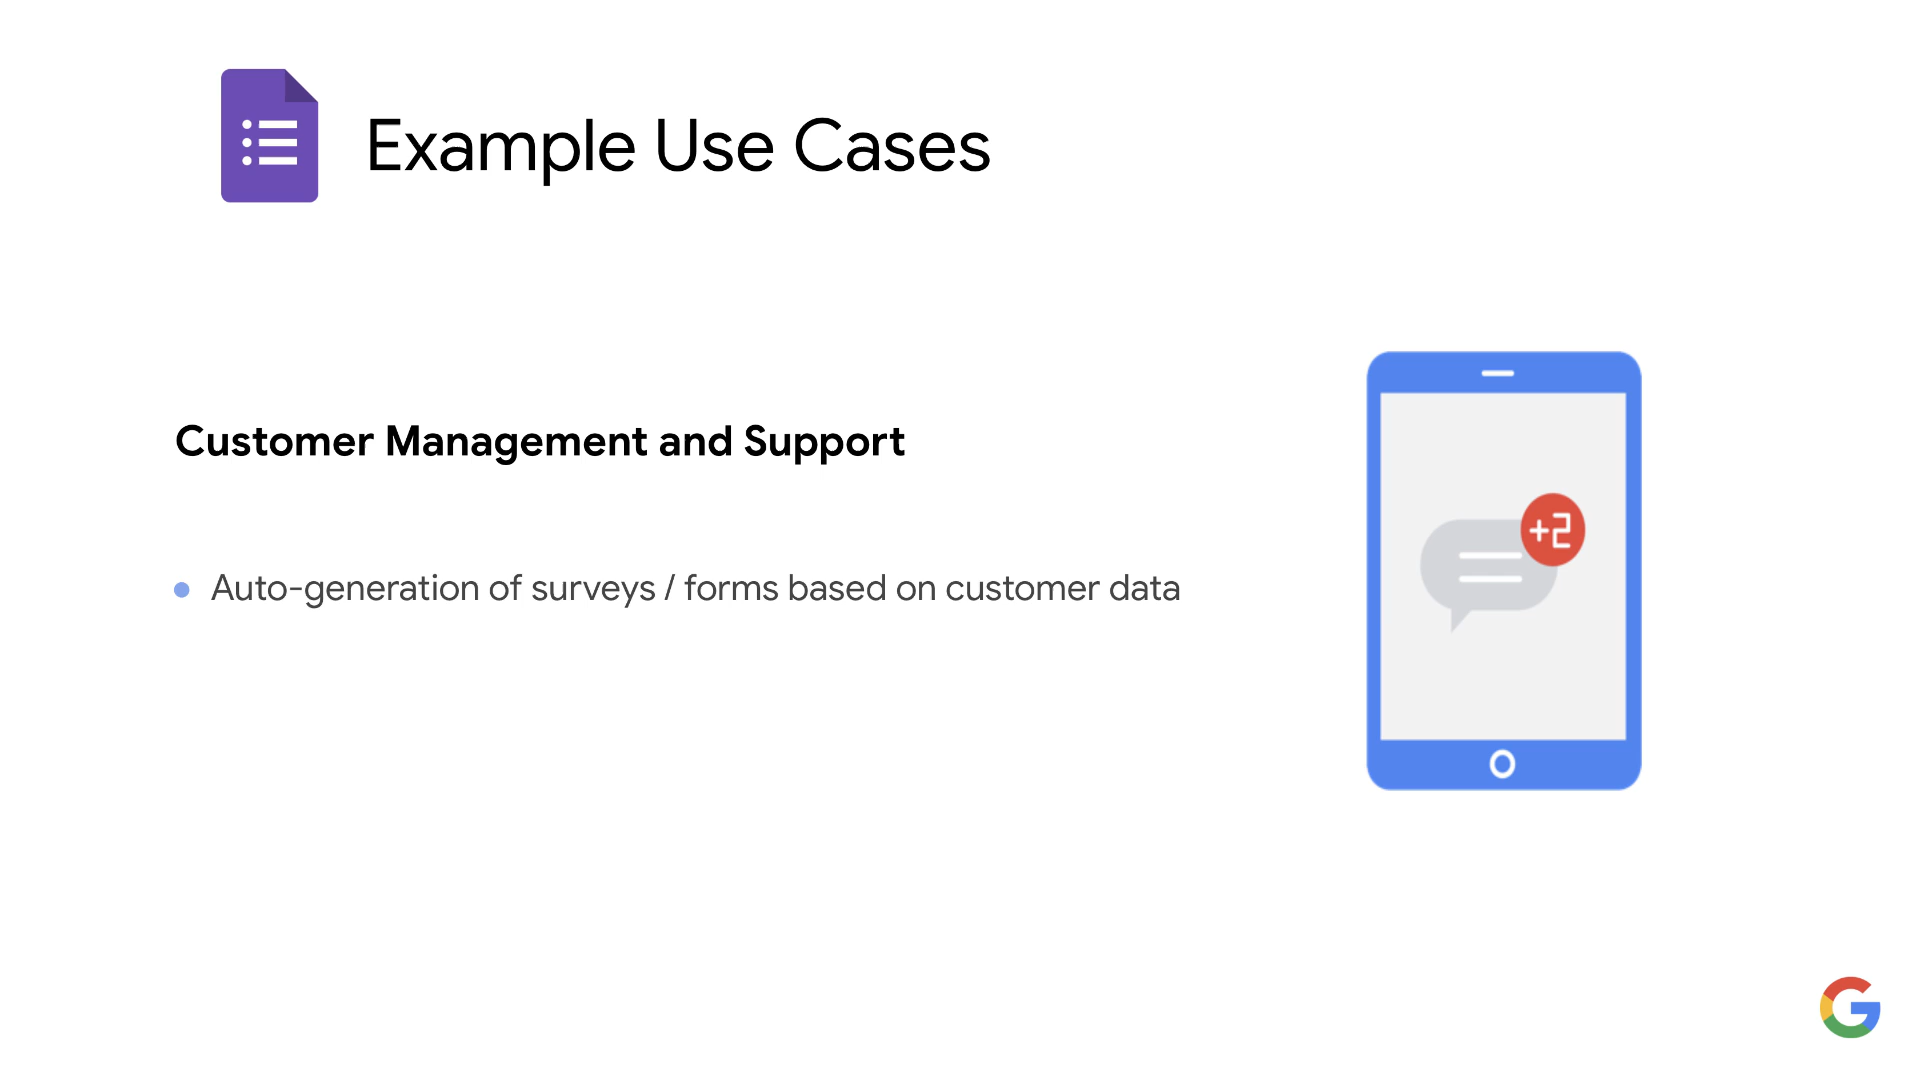 Example Use Cases
Customer Management and Support
Auto-generation of surveys / forms based on customer data
+2